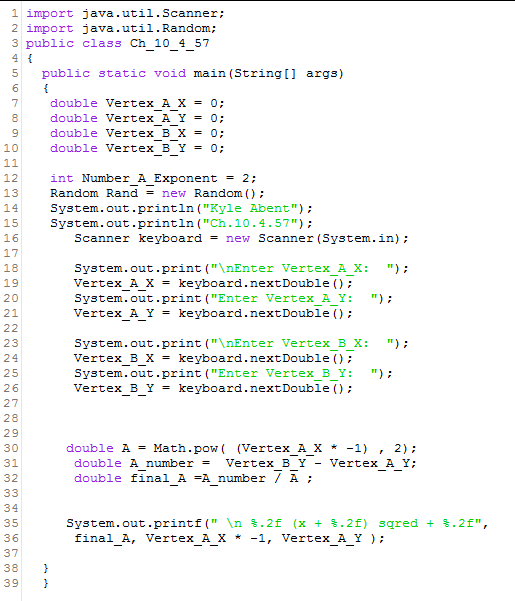 1 import java.util.Scanner;
2 import java.util.Random;
3 public class Ch_10_4_57
4 {
5 public static void main(String[] args)
6 {
7 double Vertex_A_X = 0;
8 double Vertex_A_Y = 0;
9 double Vertex_B_X = 0;
10 double Vertex_B_Y = 0;
11
12 int Number_A_Exponent = 2;
13 Random Rand = new Random();
14 System.out.println("Kyle Abent");
15 System.out.println("Ch.10.4.57");
16 Scanner keyboard = new Scanner(System.in);
17
18 System.out.print("\nEnter Vertex_A_X:  ");
19 Vertex_A_X = keyboard.nextDouble();
20 System.out.print("Enter Vertex_A_Y:  ");
21 Vertex_A_Y = keyboard.nextDouble();
22
23 System.out.print("\nEnter Vertex_B_X:  ");
24 Vertex_B_X = keyboard.nextDouble();
25 System.out.print("Enter Vertex_B_Y:  ");
26 Vertex_B_Y = keyboard.nextDouble();
27
28
29
30 double A = Math.pow( (Vertex_A_X * -1) , 2);
31 double A_number =  Vertex_B_Y - Vertex_A_Y;
32 double final_A =A_number / A ;
33
34
35 System.out.printf(" \n %.2f (x + %.2f) sqred + %.2f",
36 final_A, Vertex_A_X * -1, Vertex_A_Y );
37
38 }
39 }